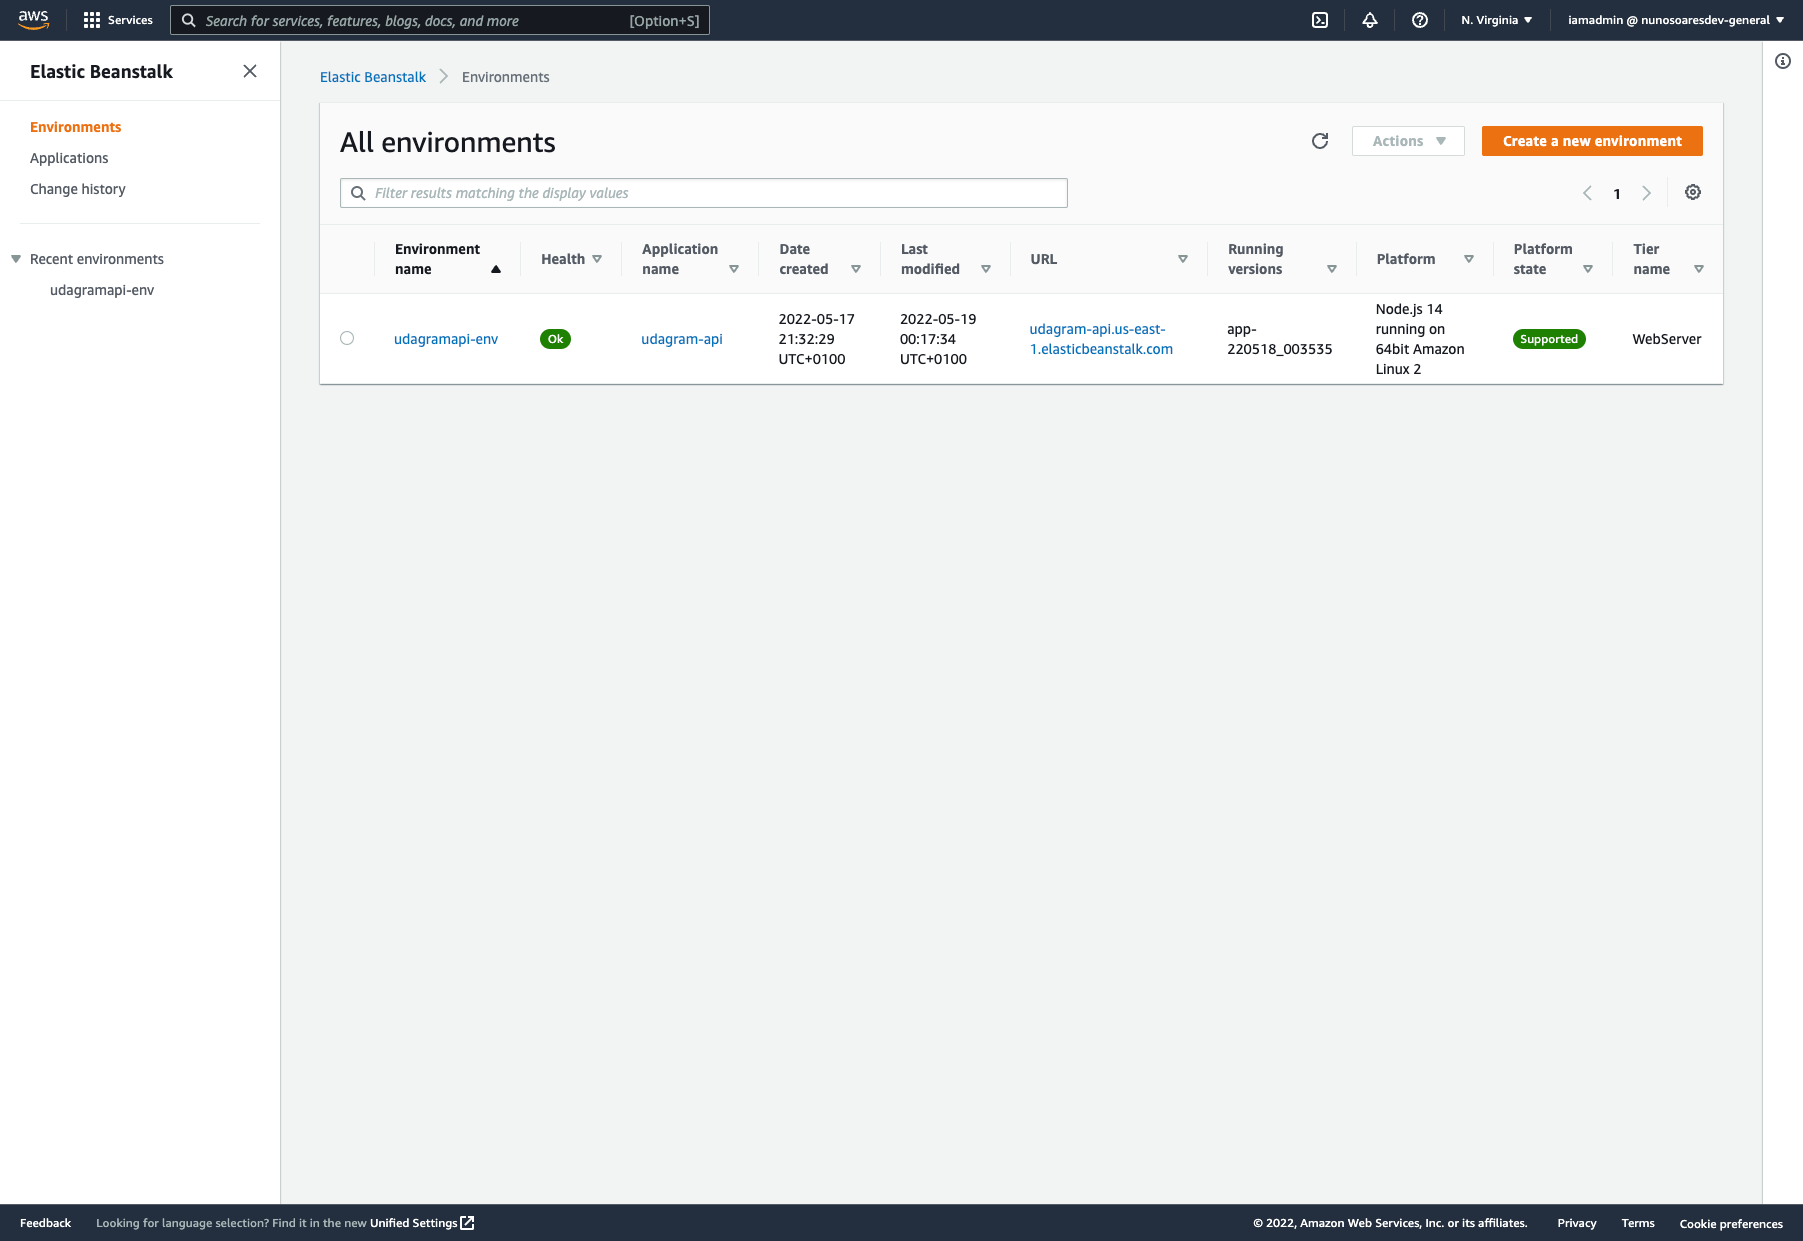 aws
Services
Search for services, features, blogs, docs, and more
[Option+S]
N. Virginia
iamadmin @ nunosoaresdev-general
Elastic Beanstalk
Environments
Applications
Change history
Recent environments
udagramapi-env
Elastic Beanstalk
Environments
All environments
Actions
Create a new environment
Filter results matching the display values
1
Environment
name
Health
Application
name
Date
created
Last
modified
URL
Running
versions
Platform
Platform
state
Tier
name
udagramapi-env
Ok
udagram-api
2022-05-17
21:32:29
UTC+0100
2022-05-19
00:17:34
UTC+0100
udagram-api.us-east-
1.elasticbeanstalk.com
app-
220518_003535
Node.js 14
running on
64bit Amazon
Linux 2
Supported
WebServer
Feedback
Looking for language selection? Find it in the new Unified Settings
© 2022, Amazon Web Services, Inc. or its affiliates.
Privacy
Terms
Cookie preferences